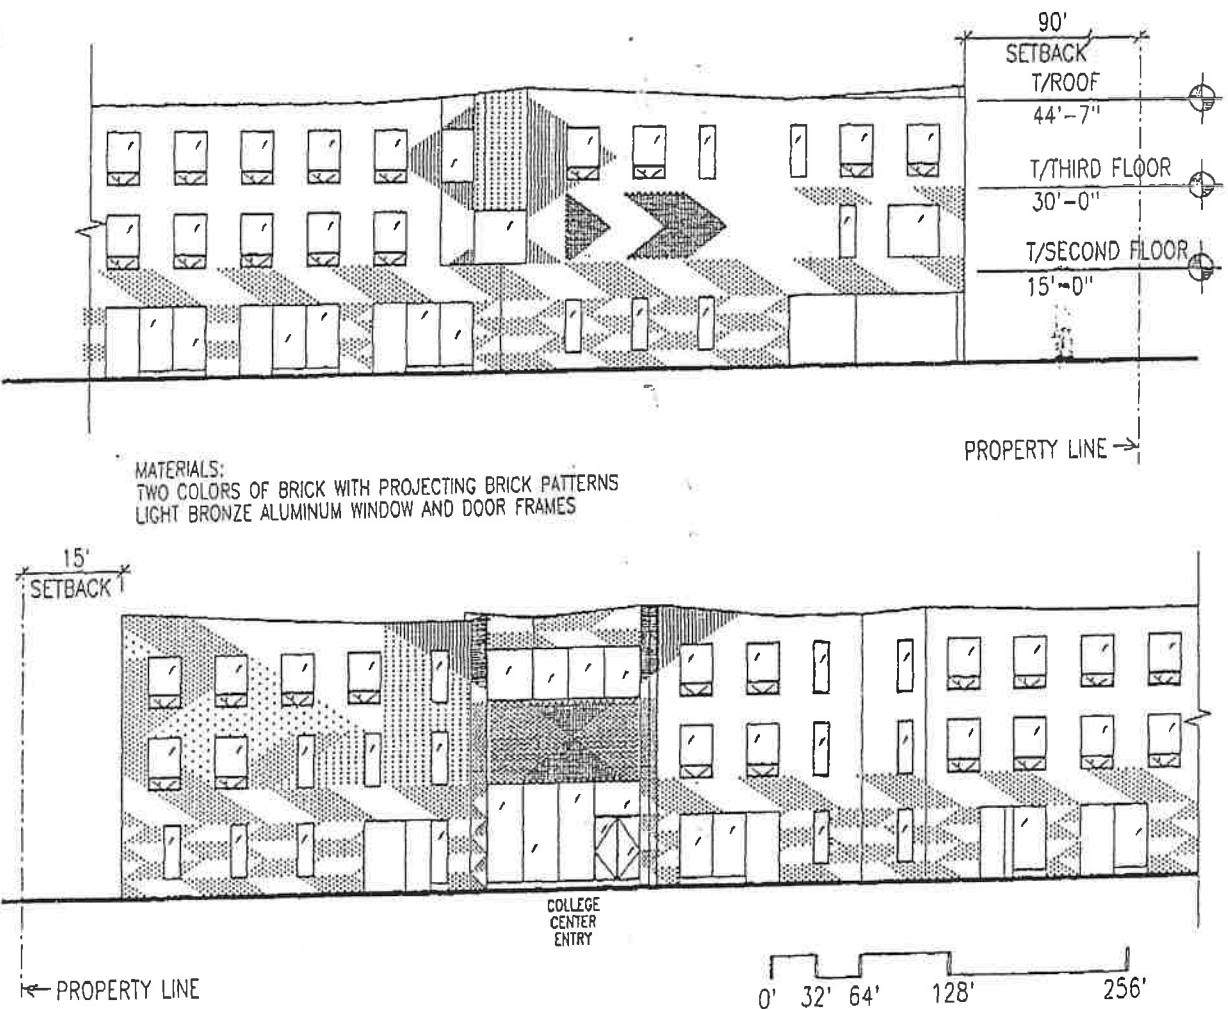 90'
SETBACK
T/ROOF
44'-7"
T/THIRD FLOOR
30'-0"
T/SECOND FLOOR
15'-0"
PROPERTY LINE
MATERIALS:
TWO COLORS OF BRICK WITH PROJECTING BRICK PATTERNS
LIGHT BRONZE ALUMINUM WINDOW AND DOOR FRAMES
15'
SETBACK
COLLEGE
CENTER
ENTRY
PROPERTY LINE
0' 32' 64' 128' 256'